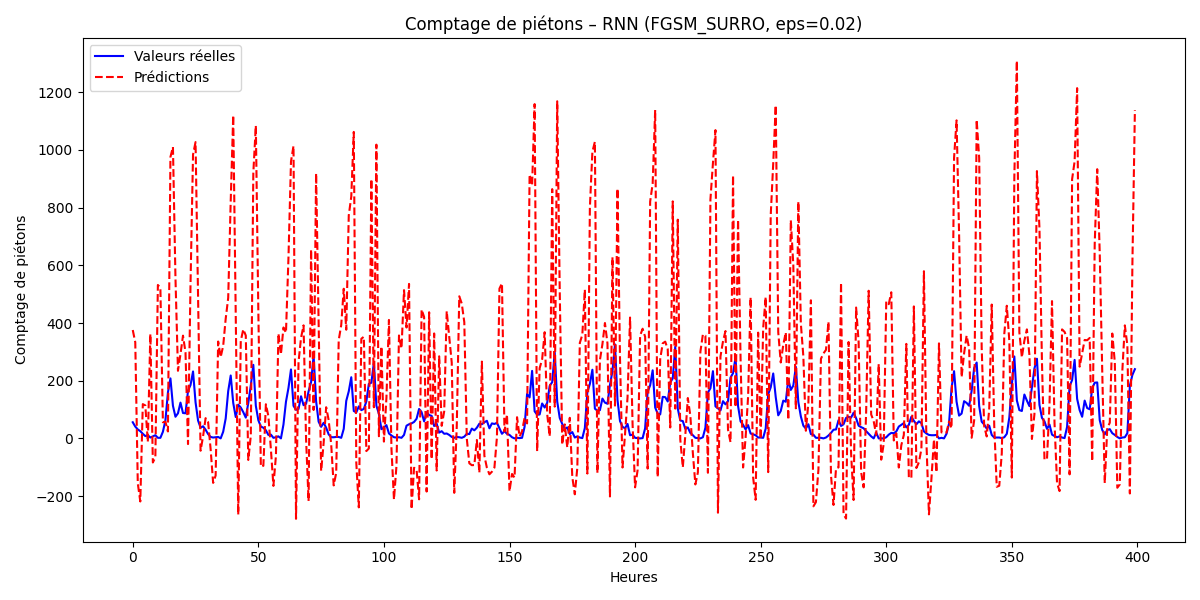 Comptage de piétons – RNN (FGSM_SURRO, eps=0.02)
Valeurs réelles
Prédictions
Comptage de piétons
1200
1000
800
600
400
200
0
−200
0 50 100 150 200 250 300 350 400
Heures